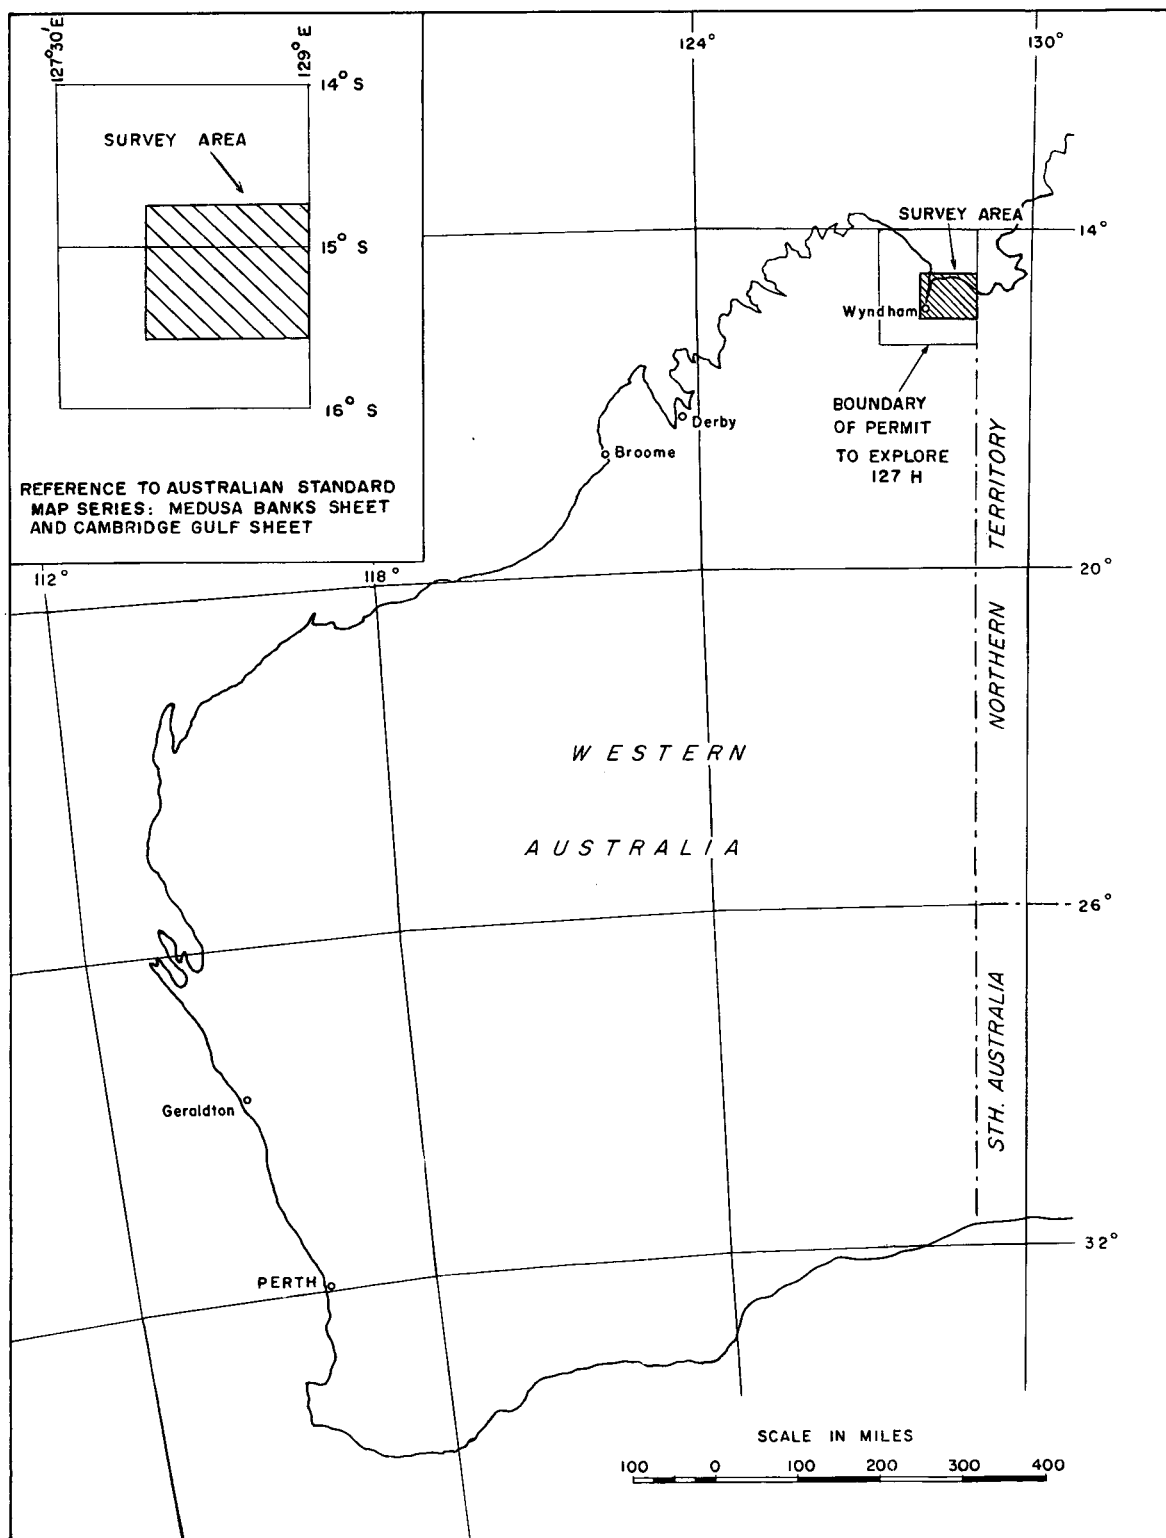 127°30'E
129° E
14° S
SURVEY AREA
15° S
16° S
REFERENCE TO AUSTRALIAN STANDARD
MAP SERIES: MEDUSA BANKS SHEET
AND CAMBRIDGE GULF SHEET
124°
130°
SURVEY AREA
14°
Wyndham
BOUNDARY
OF PERMIT
TO EXPLORE
127 H
Derby
Broome
NORTHERN TERRITORY
112°
118°
20°
WESTERN
AUSTRALIA
26°
STH. AUSTRALIA
Geraldton
PERTH
32°
SCALE IN MILES
100 0 100 200 300 400